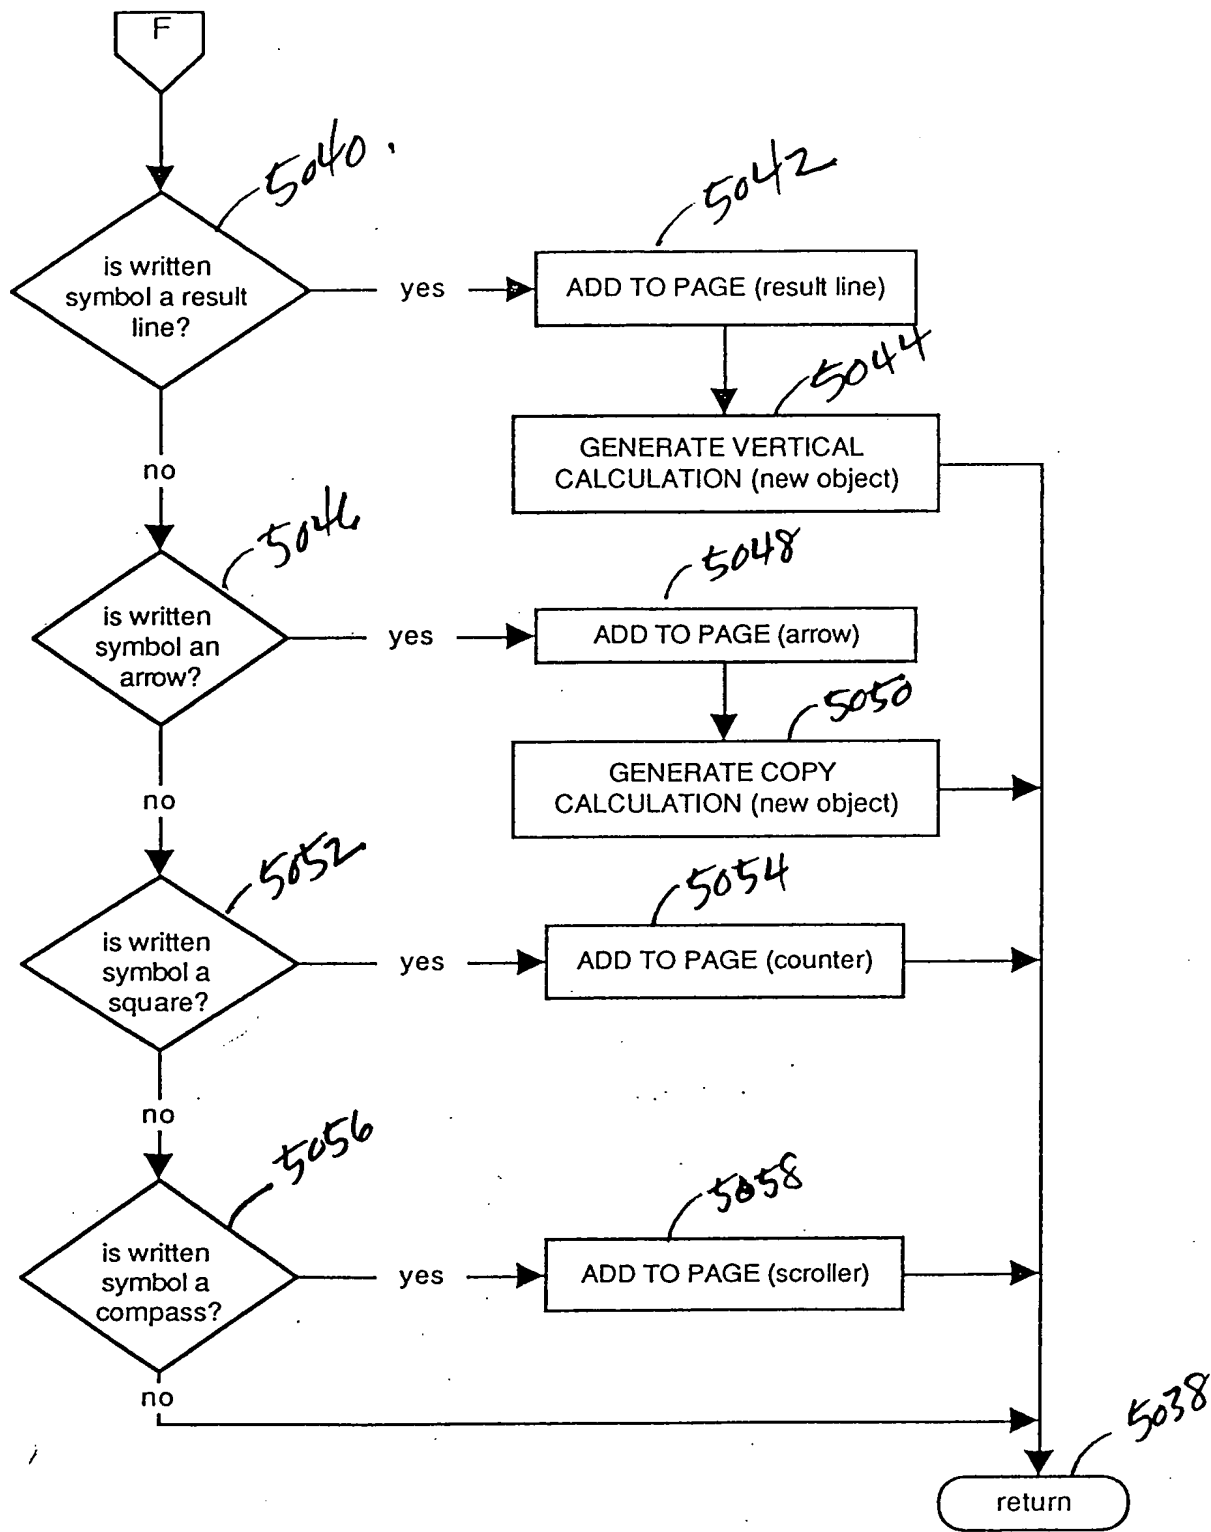 F
5040
5042
is written
symbol a result
line?
yes
ADD TO PAGE (result line)
5044
GENERATE VERTICAL
CALCULATION (new object)
no
5046
5048
is written
symbol an
arrow?
yes
ADD TO PAGE (arrow)
5050
GENERATE COPY
CALCULATION (new object)
no
5052
5054
is written
symbol a
square?
yes
ADD TO PAGE (counter)
no
5056
5058
is written
symbol a
compass?
yes
ADD TO PAGE (scroller)
no
5038
return